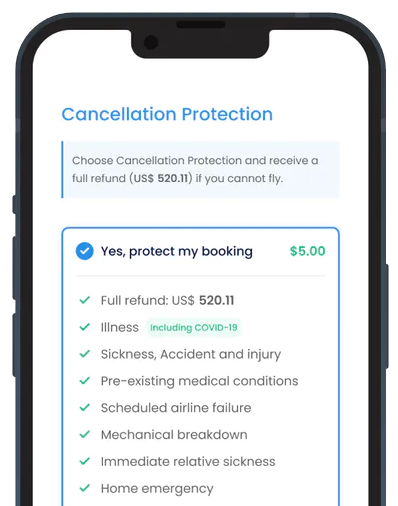 Cancellation Protection
Choose Cancellation Protection and receive a
full refund (US$ 520.11) if you cannot fly.
Yes, protect my booking $5.00
Full refund: US$ 520.11
Illness including COVID-19
Sickness, Accident and injury
Pre-existing medical conditions
Scheduled airline failure
Mechanical breakdown
Immediate relative sickness
Home emergency